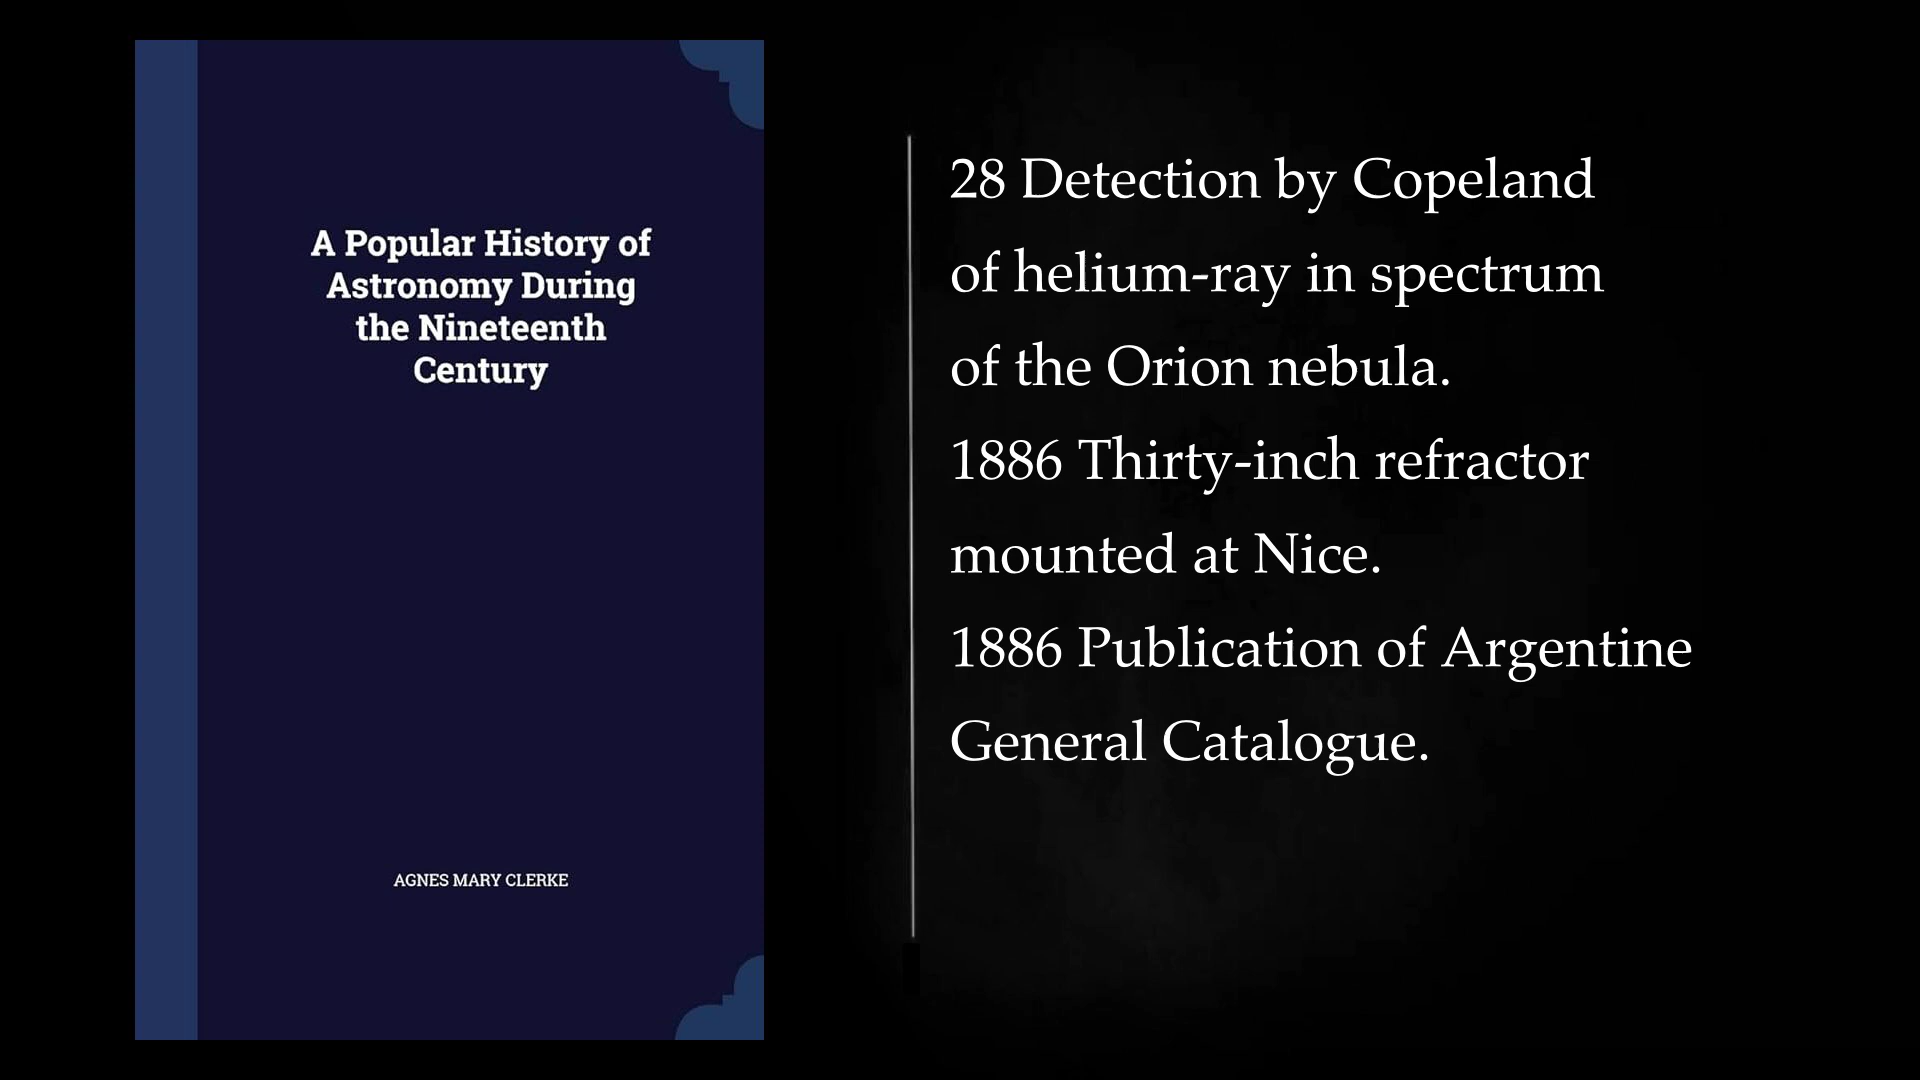 A Popular History of
Astronomy During
the Nineteenth
Century
AGNES MARY CLERKE
28 Detection by Copeland
of helium-ray in spectrum
of the Orion nebula.
1886 Thirty-inch refractor
mounted at Nice.
1886 Publication of Argentine
General Catalogue.